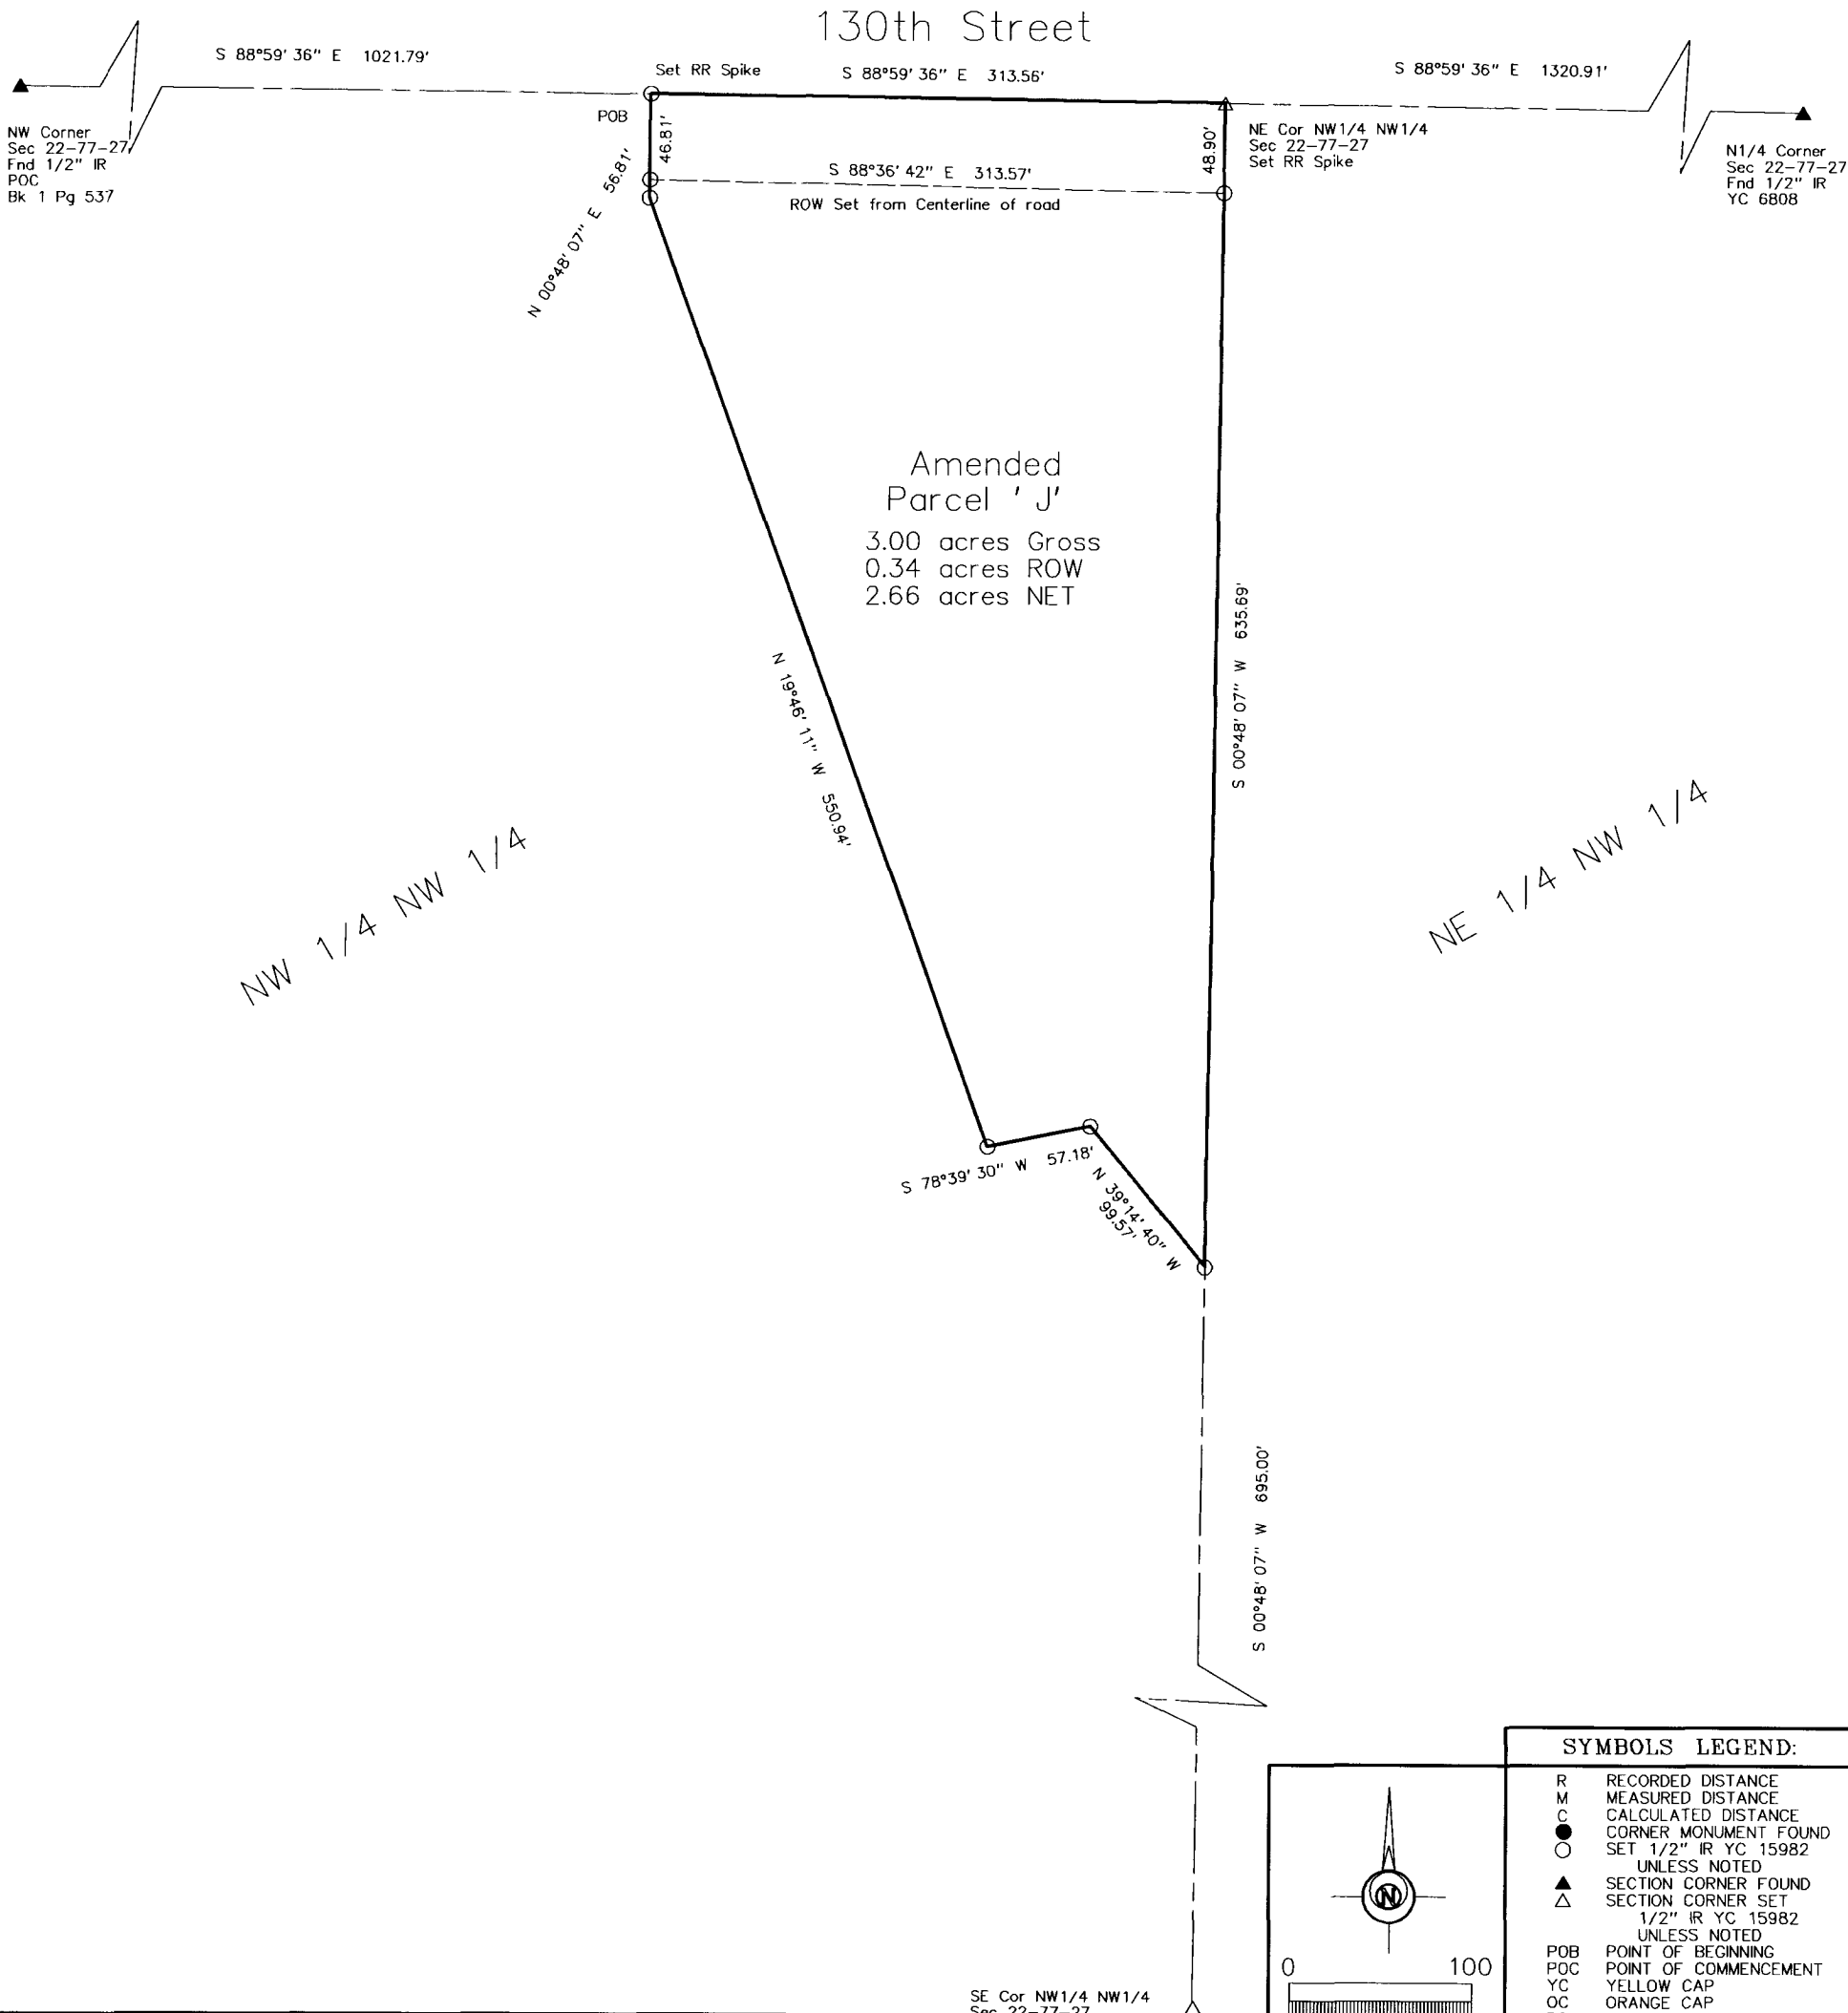 130th Street
S 88°59'36" E 1021.79'
Set RR Spike
S 88°59'36" E 313.56'
S 88°59'36" E 1320.91'
NW Corner
Sec 22-77-27
Fnd 1/2" IR
POC
Bk 1 Pg 537
POB
46.81'
N 00°48'07" E 56.81'
S 88°36'42" E 313.57'
ROW Set from Centerline of road
48.90'
NE Cor NW1/4 NW1/4
Sec 22-77-27
Set RR Spike
N1/4 Corner
Sec 22-77-27
Fnd 1/2" IR
YC 6808
Amended
Parcel 'J'
3.00 acres Gross
0.34 acres ROW
2.66 acres NET
N 19°46'11" W 550.94'
S 00°48'07" W 635.69'
NW 1/4 NW 1/4
NE 1/4 NW 1/4
S 78°39'30" W 57.18'
N 39°14'40" W
99.57'
S 00°48'07" W 695.00'
SE Cor NW1/4 NW1/4
Sec 22-77-27
N
0 100
SYMBOLS LEGEND:
R RECORDED DISTANCE
M MEASURED DISTANCE
C CALCULATED DISTANCE
● CORNER MONUMENT FOUND
○ SET 1/2" IR YC 15982
UNLESS NOTED
▲ SECTION CORNER FOUND
△ SECTION CORNER SET
1/2" IR YC 15982
UNLESS NOTED
POB POINT OF BEGINNING
POC POINT OF COMMENCEMENT
YC YELLOW CAP
OC ORANGE CAP